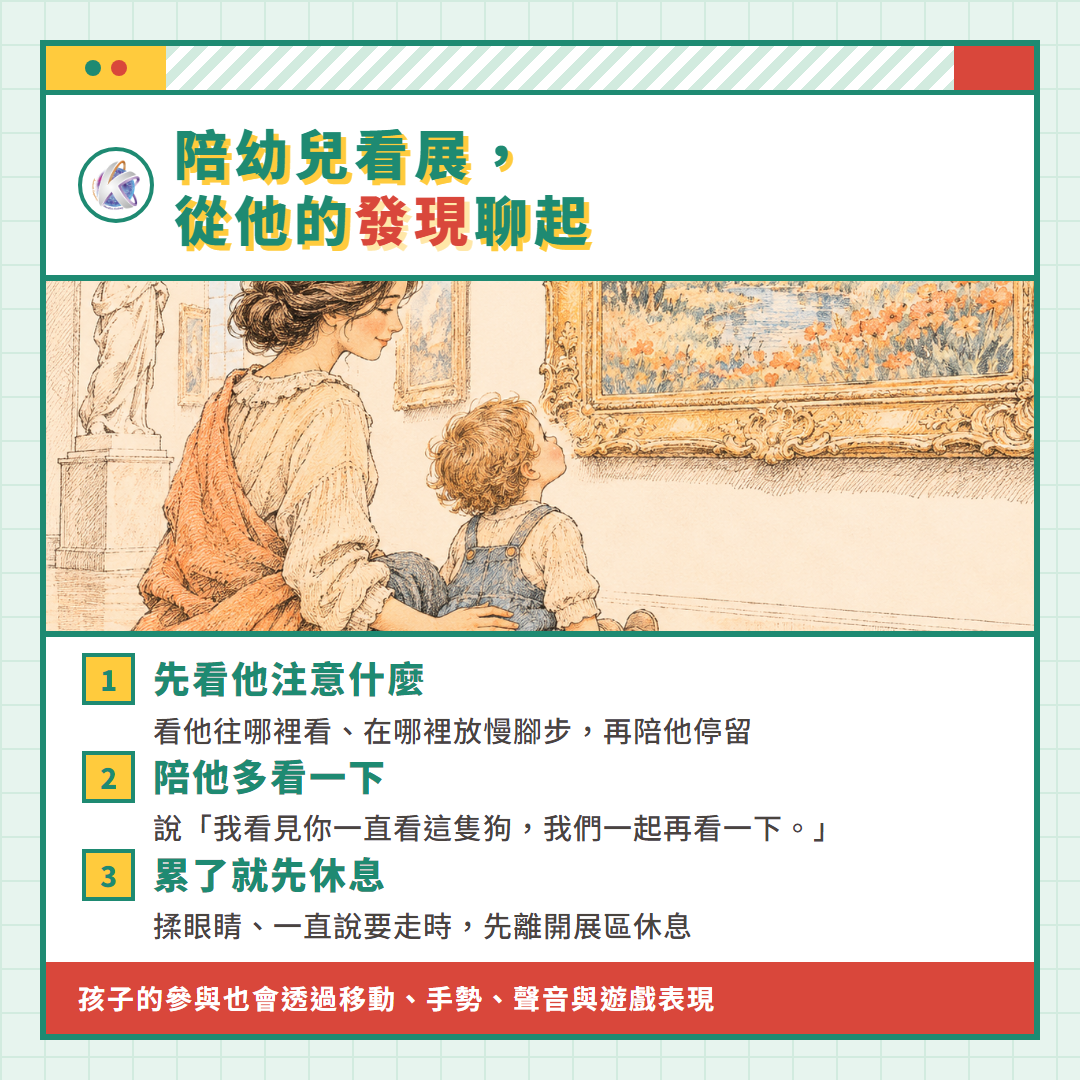 陪幼兒看展，
從他的發現聊起
1 先看他注意什麼
看他往哪裡看、在哪裡放慢腳步，再陪他停留
2 陪他多看一下
說「我看見你一直看這隻狗，我們一起再看一下。」
3 累了就先休息
揉眼睛、一直說要走時，先離開展區休息
孩子的參與也會透過移動、手勢、聲音與遊戲表現